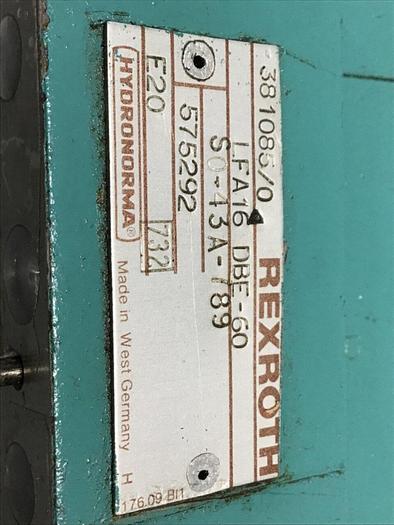 REXROTH
381085/0
LFA16 DBE-60
SO-43A-789
575292
F20 732
HYDRONORMA® Made in West Germany H
176.09 Bl1